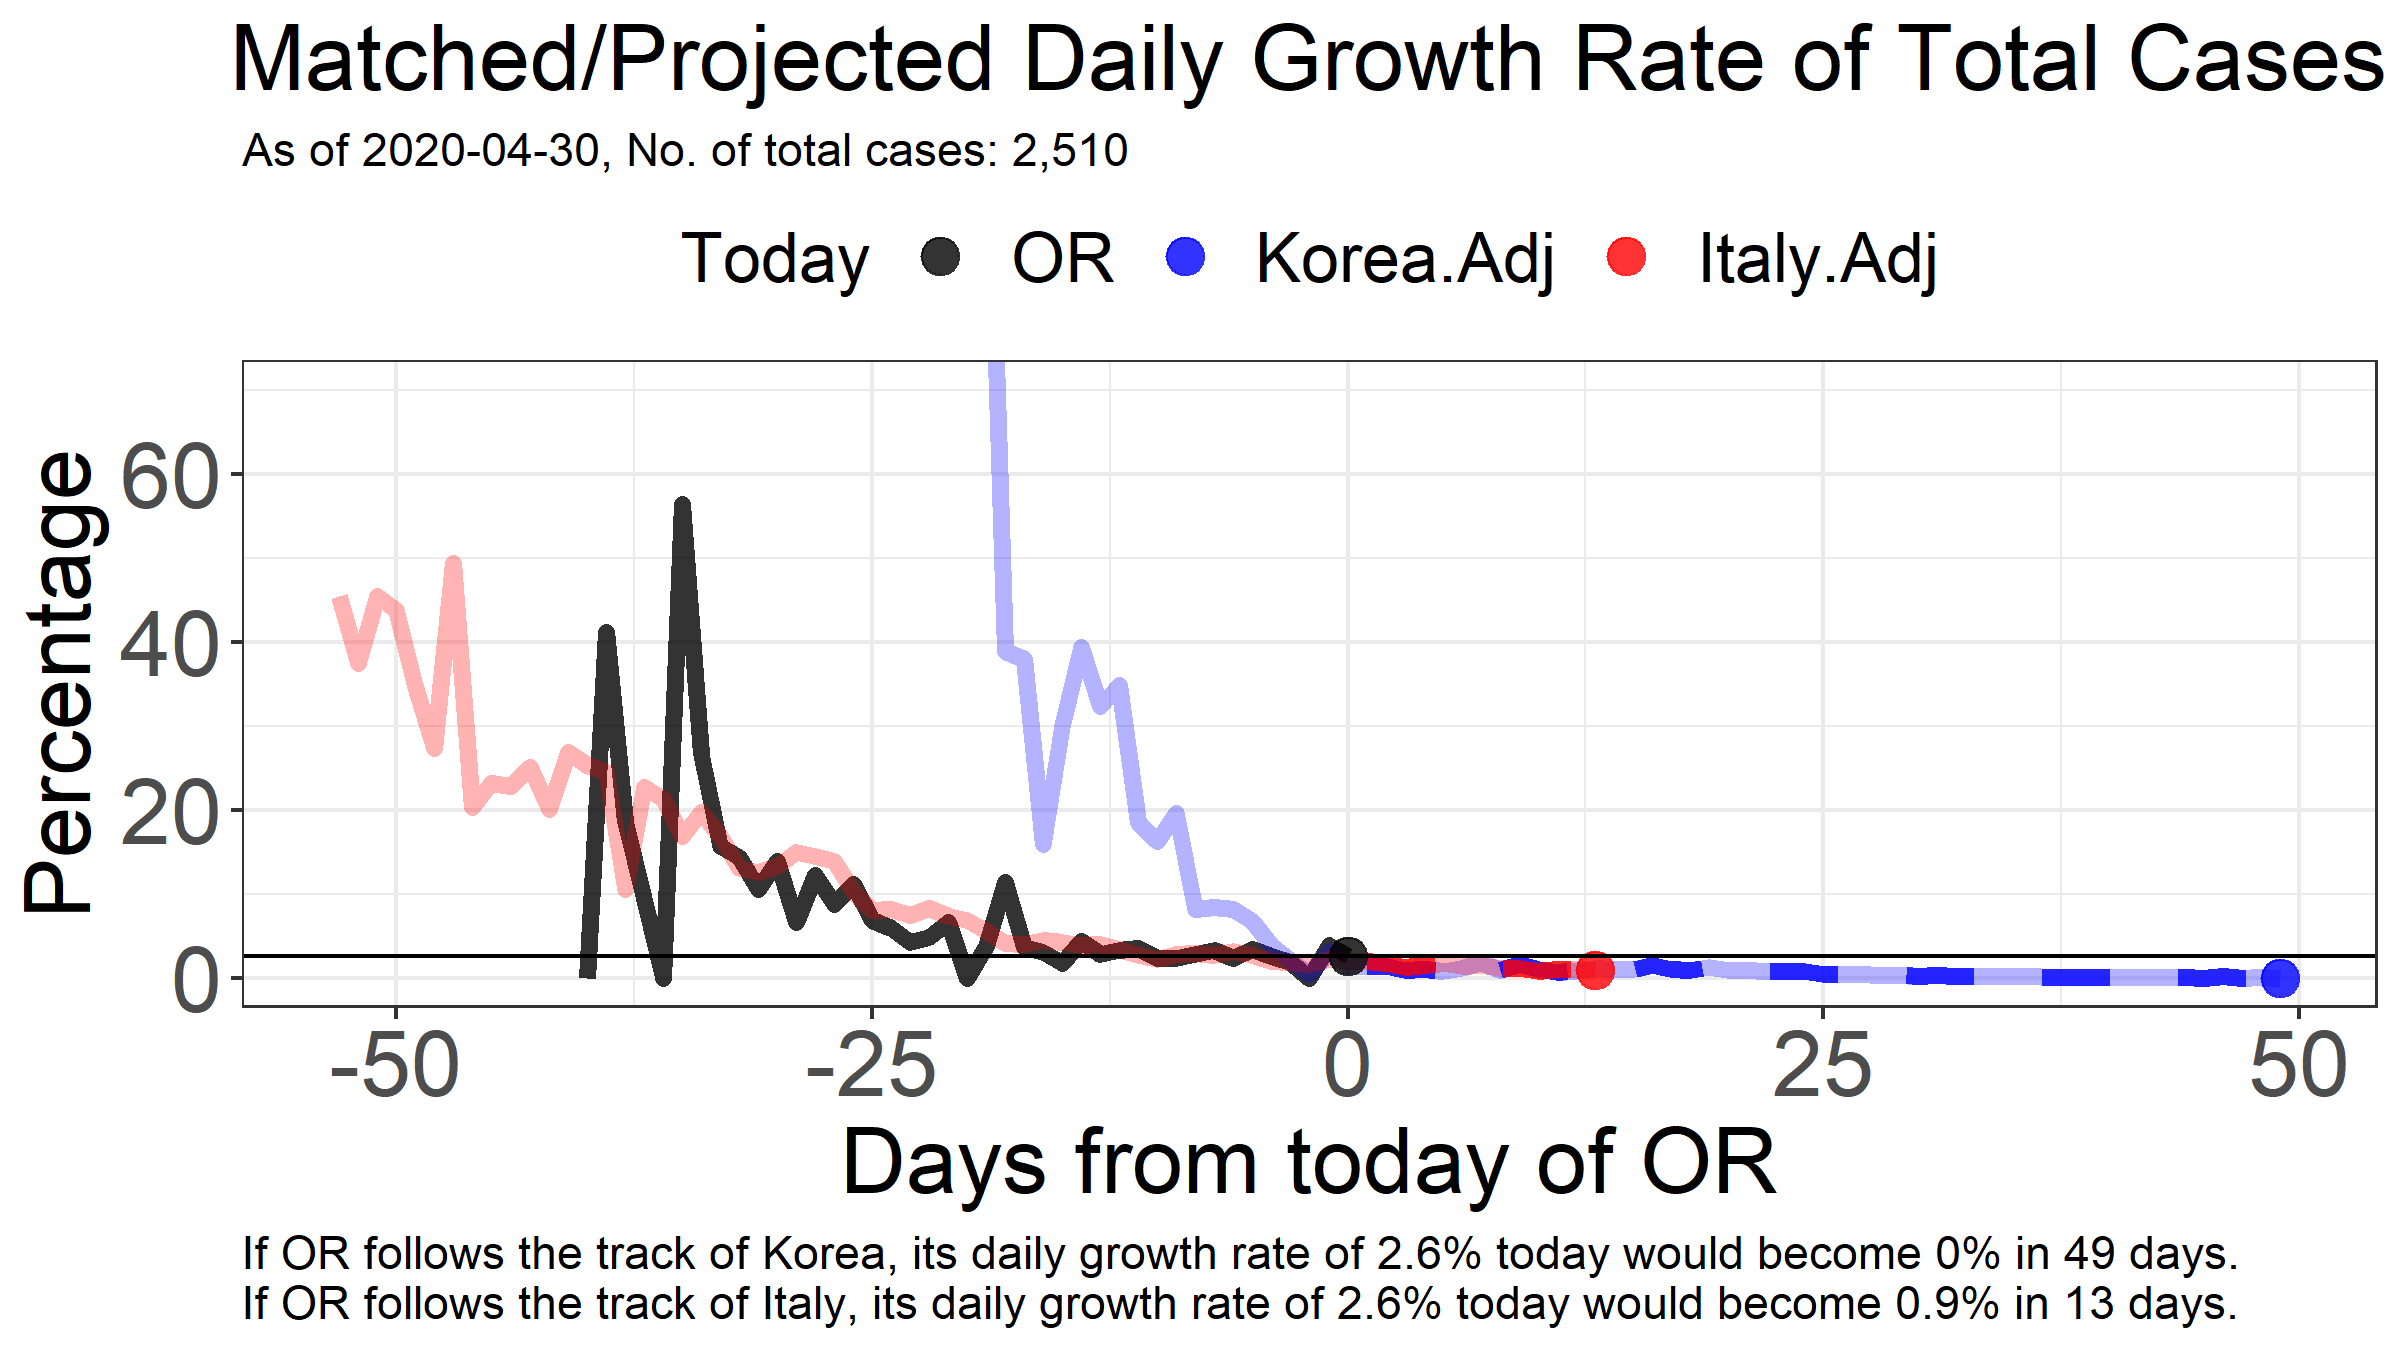 Matched/Projected Daily Growth Rate of Total Cases
As of 2020-04-30, No. of total cases: 2,510
Today OR Korea.Adj Italy.Adj
Percentage
60
40
20
0
-50 -25 0 25 50
Days from today of OR
If OR follows the track of Korea, its daily growth rate of 2.6% today would become 0% in 49 days.
If OR follows the track of Italy, its daily growth rate of 2.6% today would become 0.9% in 13 days.